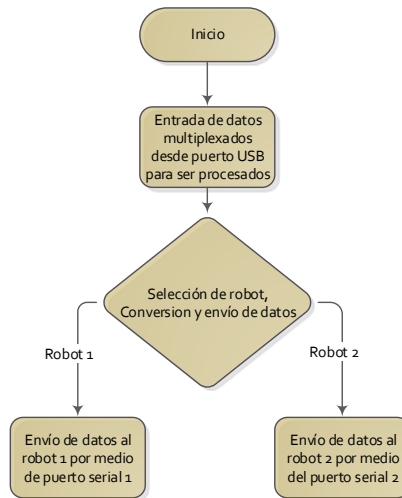 Inicio
Entrada de datos
multiplexados
desde puerto USB
para ser procesados
Selección de robot,
Conversion y envío de datos
Robot 1
Robot 2
Envío de datos al
robot 1 por medio
de puerto serial 1
Envío de datos al
robot 2 por medio
del puerto serial 2